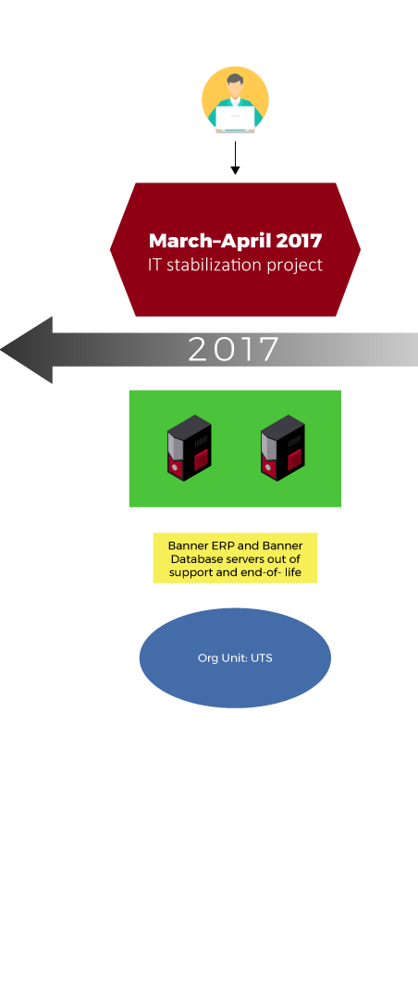 March–April 2017
IT stabilization project
2017
Banner ERP and Banner
Database servers out of
support and end-of- life
Org Unit: UTS